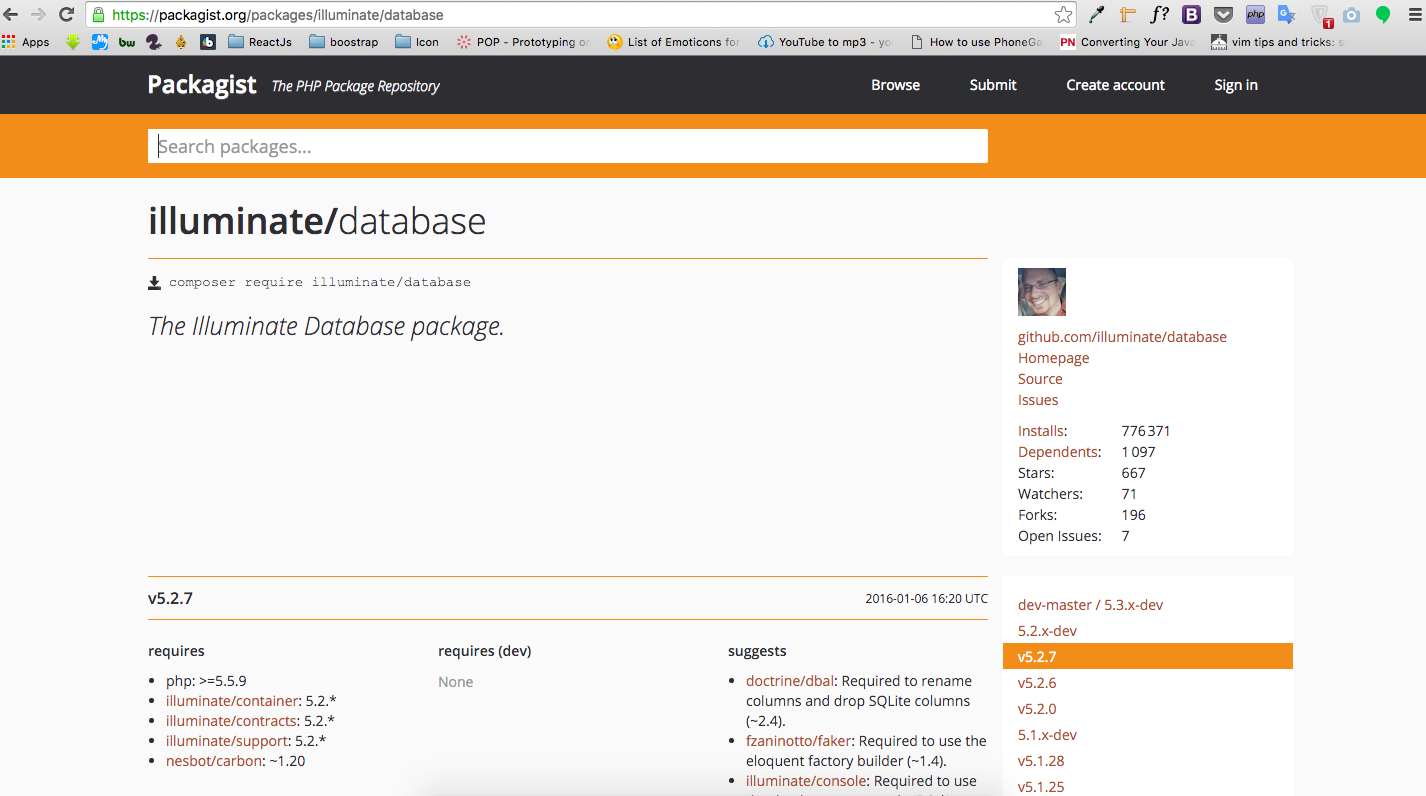 https://packagist.org/packages/illuminate/database
f?
B
php
1
Apps
bw
b
ReactJs
boostrap
Icon
POP - Prototyping on
List of Emoticons for
YouTube to mp3 - yo
How to use PhoneGa
PN Converting Your Java
vim tips and tricks:
Packagist
The PHP Package Repository
Browse
Submit
Create account
Sign in
Search packages...
illuminate/database
composer require illuminate/database
The Illuminate Database package.
github.com/illuminate/database
Homepage
Source
Issues
Installs: 776 371
Dependents: 1 097
Stars: 667
Watchers: 71
Forks: 196
Open Issues: 7
v5.2.7
2016-01-06 16:20 UTC
requires
php: >=5.5.9
illuminate/container: 5.2.*
illuminate/contracts: 5.2.*
illuminate/support: 5.2.*
nesbot/carbon: ~1.20
requires (dev)
None
suggests
doctrine/dbal: Required to rename
columns and drop SQLite columns
(~2.4).
fzaninotto/faker: Required to use the
eloquent factory builder (~1.4).
illuminate/console: Required to use
dev-master / 5.3.x-dev
5.2.x-dev
v5.2.7
v5.2.6
v5.2.0
5.1.x-dev
v5.1.28
v5.1.25